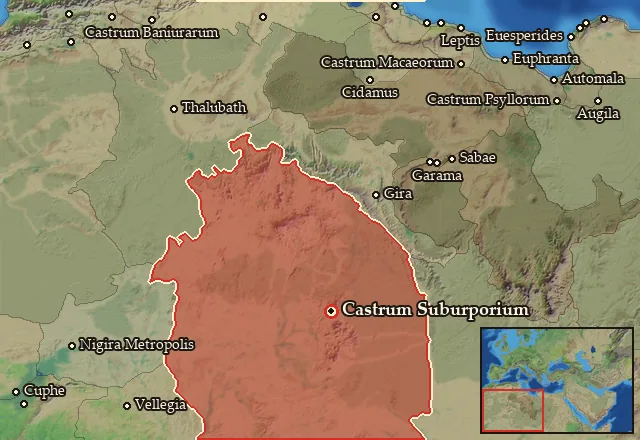 Castrum Baniurarum
Leptis
Euesperides
Castrum Macaeorum
Euphranta
Cidamus
Automala
Thalubath
Castrum Psyllorum
Augila
Sabae
Garama
Gira
Castrum Suburporium
Nigira Metropolis
Cuphe
Vellegia